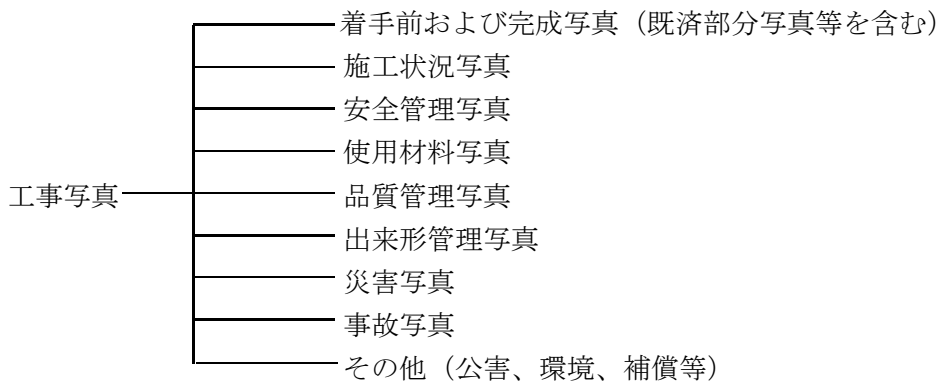 着手前および完成写真（既済部分写真等を含む）
施工状況写真
安全管理写真
使用材料写真
工事写真
品質管理写真
出来形管理写真
災害写真
事故写真
その他（公害、環境、補償等）